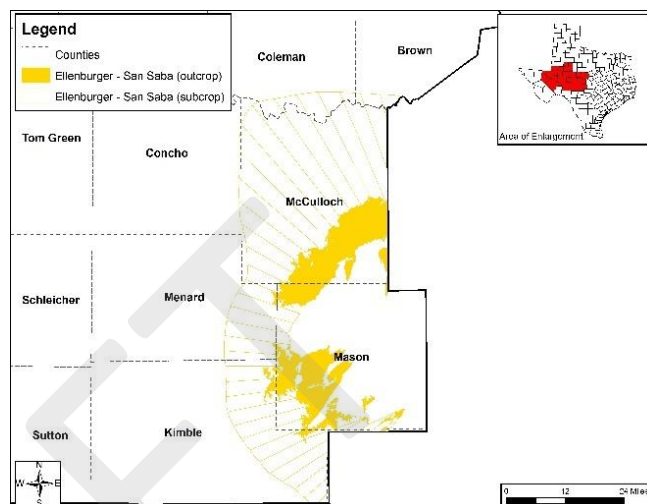 Legend
Counties
Ellenburger - San Saba (outcrop)
Ellenburger - San Saba (subcrop)
Coleman
Brown
Area of Enlargement
Tom Green
Concho
McCulloch
Schleicher
Menard
Mason
Sutton
Kimble
N
W E
S
0 12 24 Miles